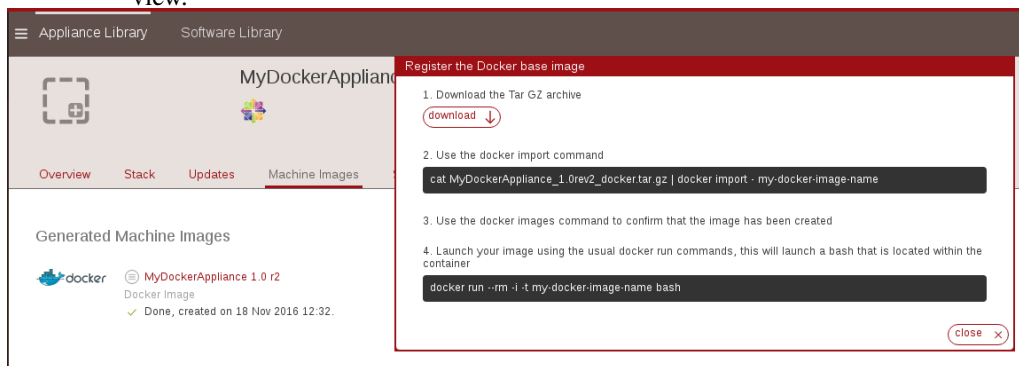 view.
Appliance Library Software Library
MyDockerApplianc
Register the Docker base image
1. Download the Tar GZ archive
download
2. Use the docker import command
cat MyDockerAppliance_1.0rev2_docker.tar.gz | docker import - my-docker-image-name
3. Use the docker images command to confirm that the image has been created
4. Launch your image using the usual docker run commands, this will launch a bash that is located within the
container
docker run --rm -i -t my-docker-image-name bash
close
Overview Stack Updates Machine Images
Generated Machine Images
docker
MyDockerAppliance 1.0 r2
Docker Image
Done, created on 18 Nov 2016 12:32.